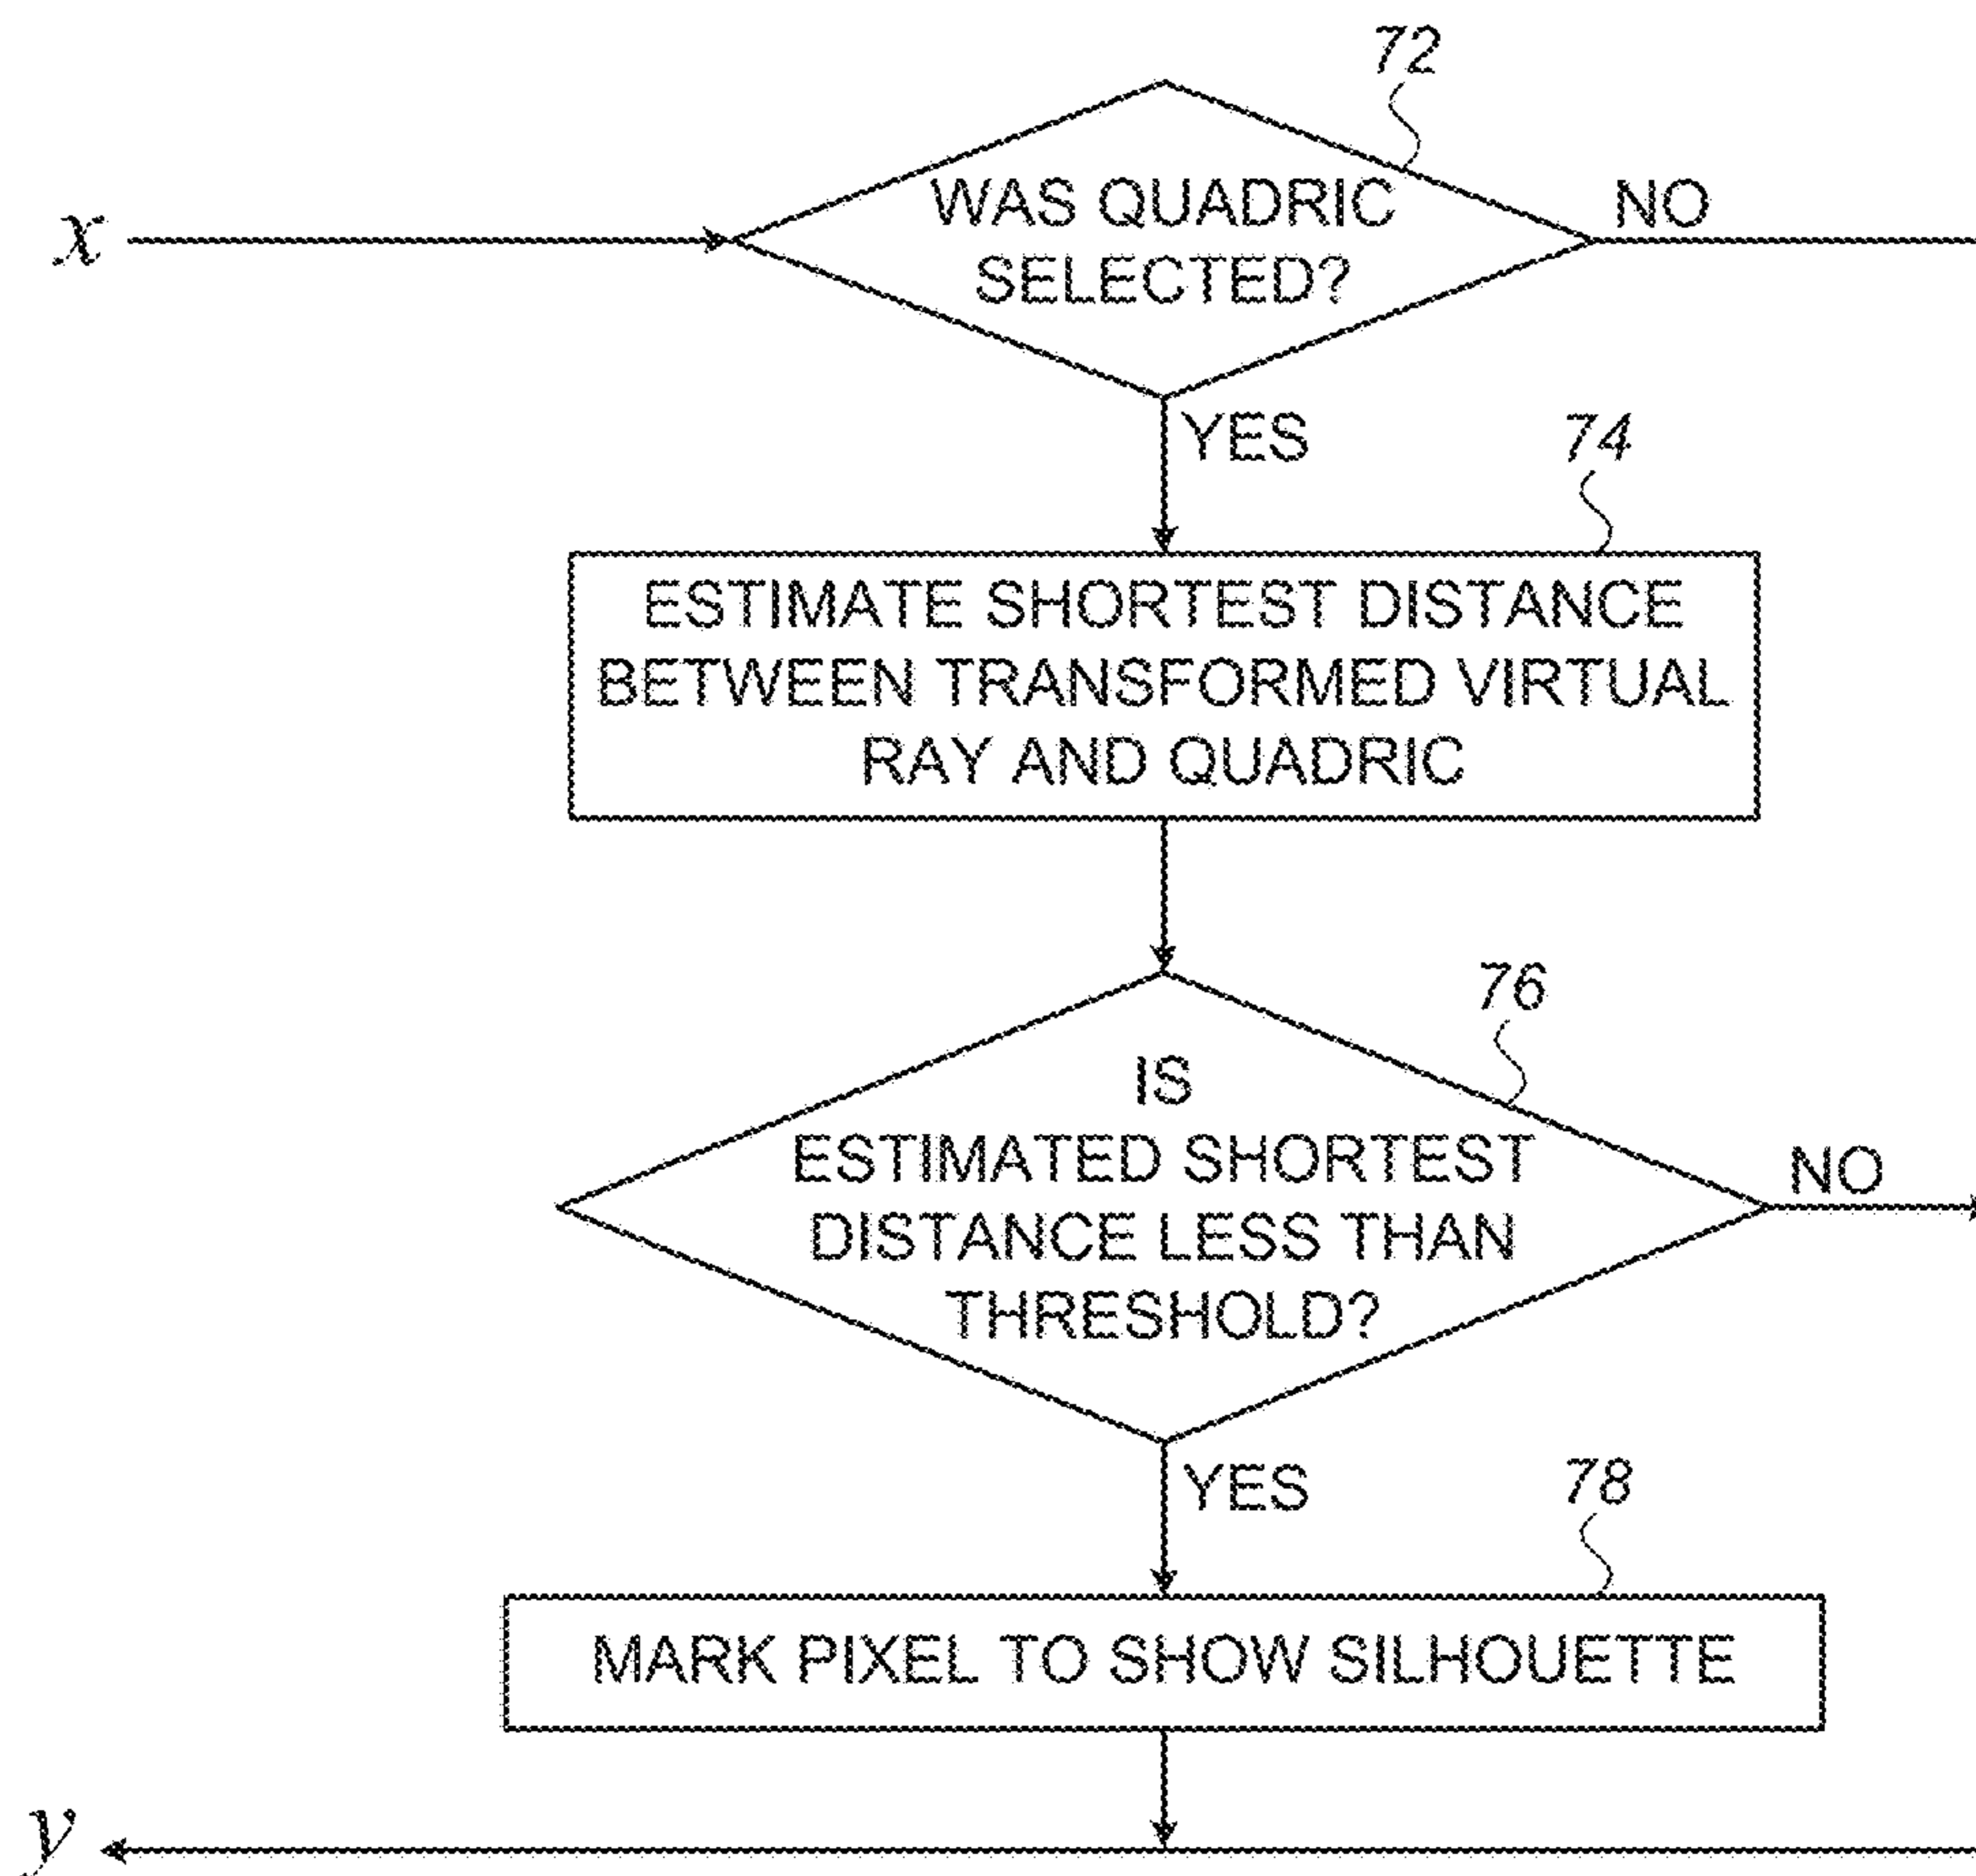 72
x
WAS QUADRIC
SELECTED?
NO
YES
74
ESTIMATE SHORTEST DISTANCE
BETWEEN TRANSFORMED VIRTUAL
RAY AND QUADRIC
76
IS
ESTIMATED SHORTEST
DISTANCE LESS THAN
THRESHOLD?
NO
YES
78
MARK PIXEL TO SHOW SILHOUETTE
y